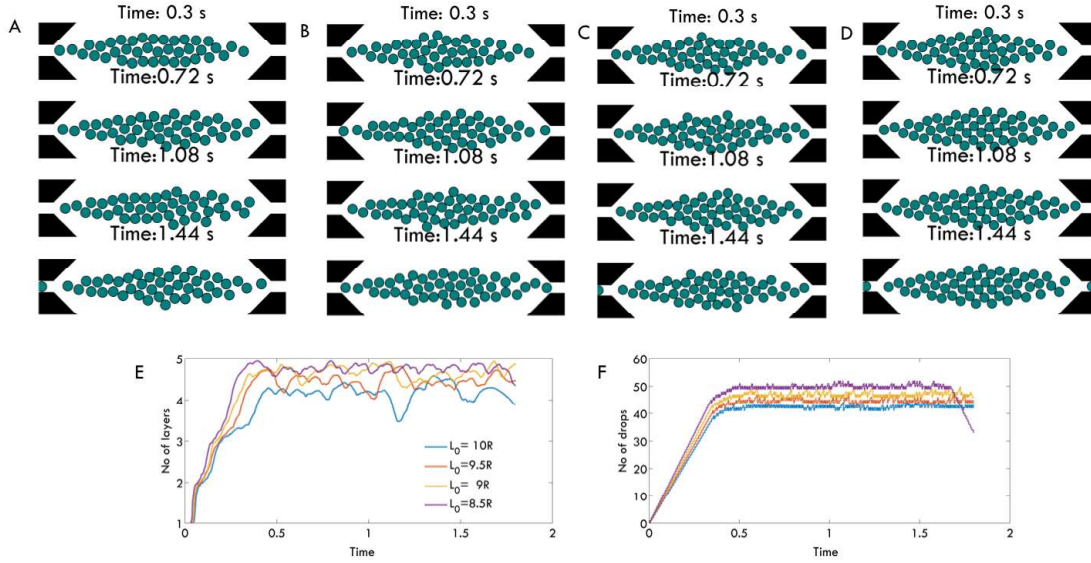 A
Time: 0.3 s
Time:0.72 s
Time:1.08 s
Time:1.44 s
B
Time: 0.3 s
Time:0.72 s
Time:1.08 s
Time:1.44 s
C
Time: 0.3 s
Time:0.72 s
Time:1.08 s
Time:1.44 s
D
Time: 0.3 s
Time:0.72 s
Time:1.08 s
Time:1.44 s
E
No of layers
5
4
3
2
1
0
0.5
1
1.5
2
Time
L₀= 10R
L₀=9.5R
L₀= 9R
L₀=8.5R
F
No of drops
60
50
40
30
20
10
0
0
0.5
1
1.5
2
Time